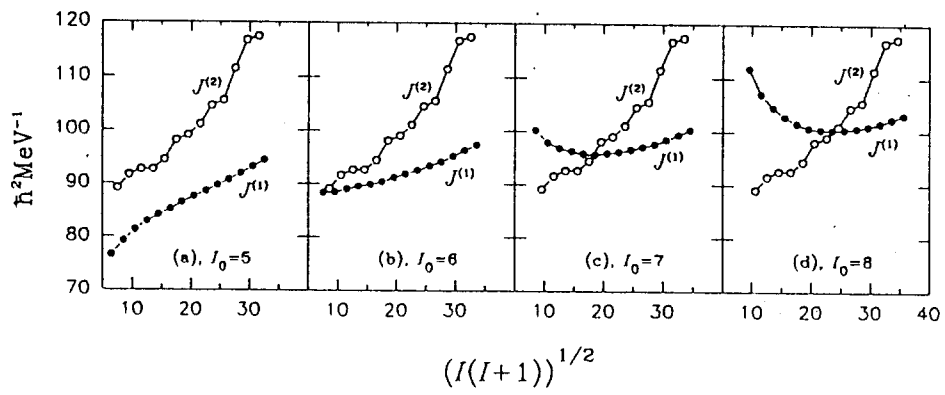 120
110
100
90
80
70
ħ²MeV⁻¹
J⁽²⁾
J⁽¹⁾
(a), I₀=5
J⁽²⁾
J⁽¹⁾
(b), I₀=6
J⁽²⁾
J⁽¹⁾
(c), I₀=7
J⁽²⁾
J⁽¹⁾
(d), I₀=8
10 20 30 10 20 30 10 20 30 10 20 30 40
(I(I+1))^1/2